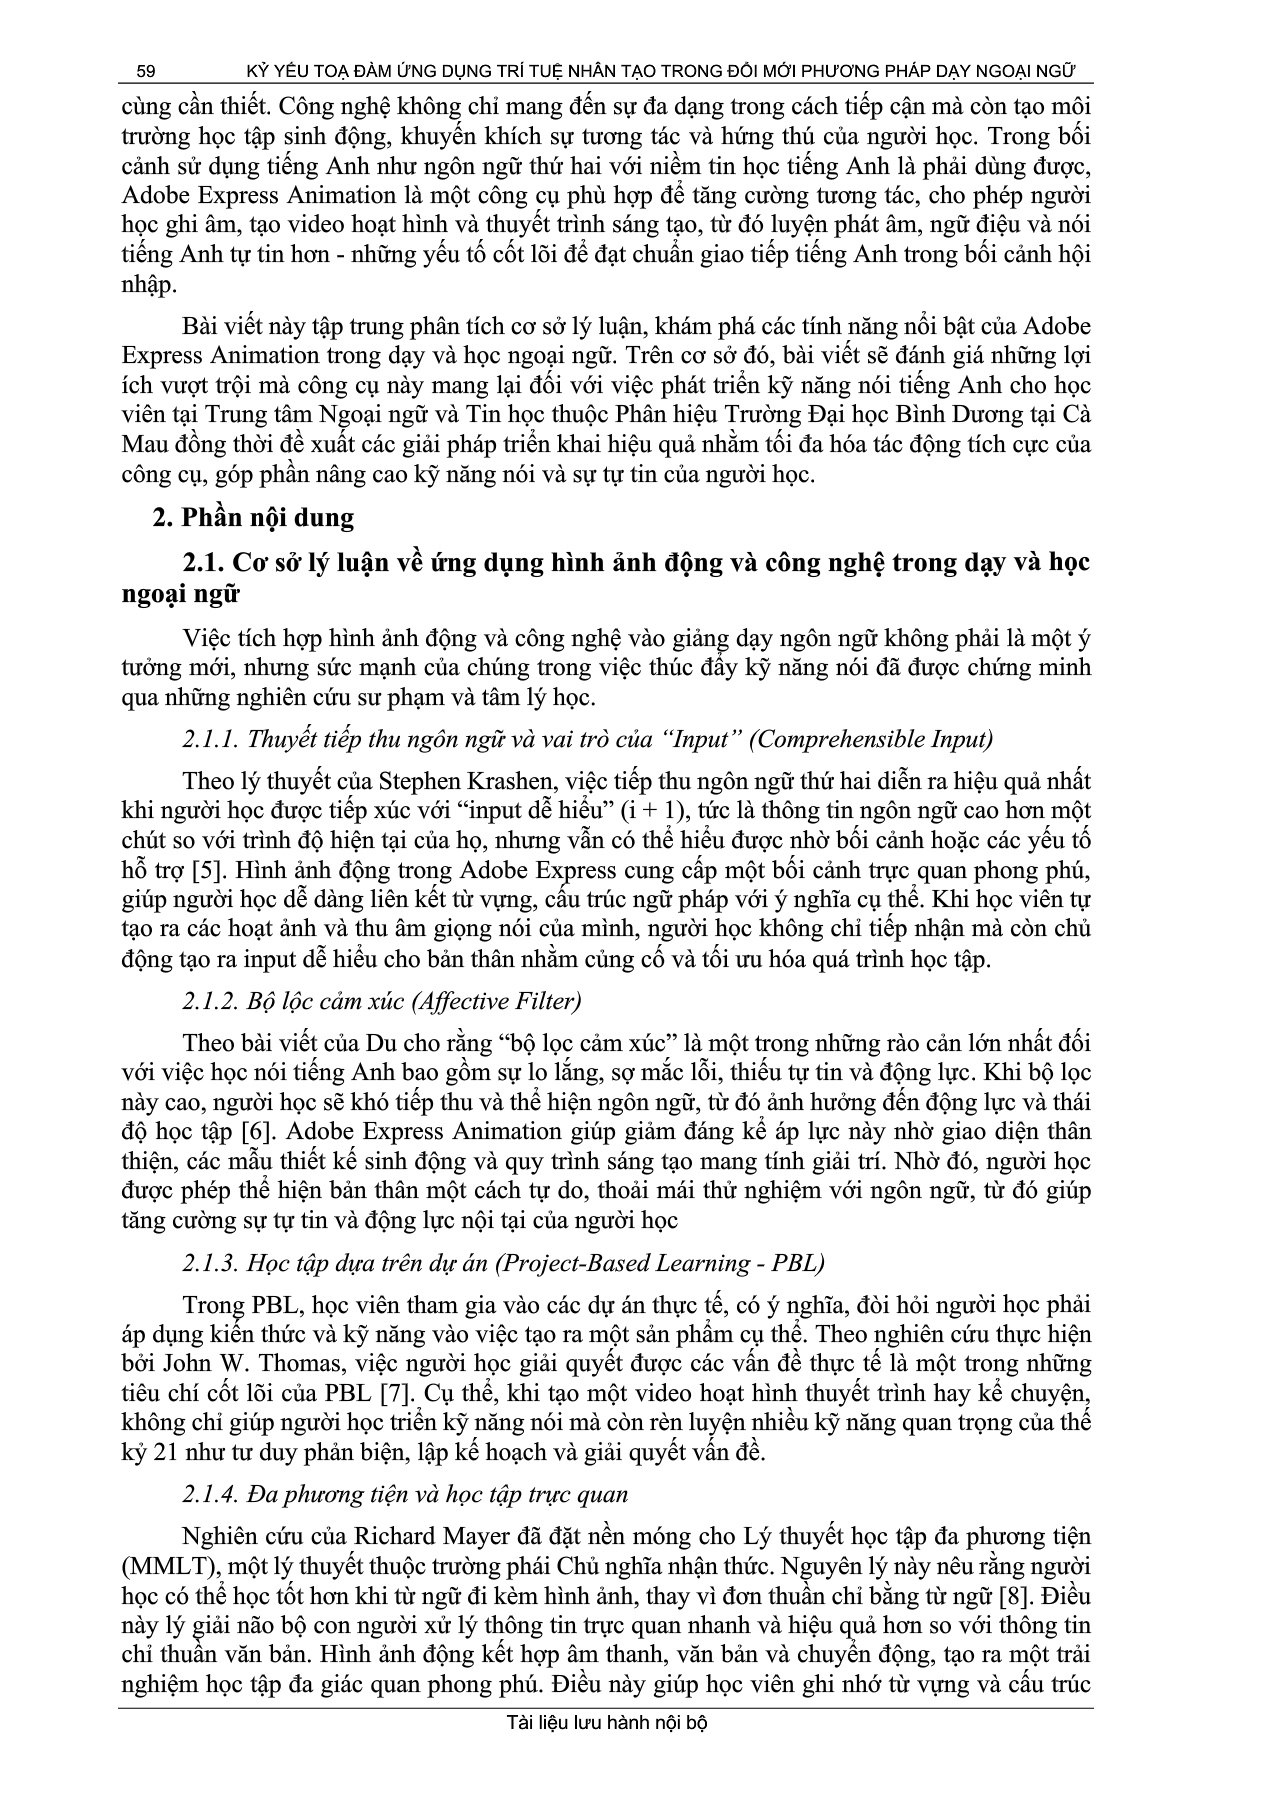 59 KỶ YẾU TOẠ ĐÀM ỨNG DỤNG TRÍ TUỆ NHÂN TẠO TRONG ĐỔI MỚI PHƯƠNG PHÁP DẠY NGOẠI NGỮ
cùng cần thiết. Công nghệ không chỉ mang đến sự đa dạng trong cách tiếp cận mà còn tạo môi
trường học tập sinh động, khuyến khích sự tương tác và hứng thú của người học. Trong bối
cảnh sử dụng tiếng Anh như ngôn ngữ thứ hai với niềm tin học tiếng Anh là phải dùng được,
Adobe Express Animation là một công cụ phù hợp để tăng cường tương tác, cho phép người
học ghi âm, tạo video hoạt hình và thuyết trình sáng tạo, từ đó luyện phát âm, ngữ điệu và nói
tiếng Anh tự tin hơn - những yếu tố cốt lõi để đạt chuẩn giao tiếp tiếng Anh trong bối cảnh hội
nhập.
Bài viết này tập trung phân tích cơ sở lý luận, khám phá các tính năng nổi bật của Adobe
Express Animation trong dạy và học ngoại ngữ. Trên cơ sở đó, bài viết sẽ đánh giá những lợi
ích vượt trội mà công cụ này mang lại đối với việc phát triển kỹ năng nói tiếng Anh cho học
viên tại Trung tâm Ngoại ngữ và Tin học thuộc Phân hiệu Trường Đại học Bình Dương tại Cà
Mau đồng thời đề xuất các giải pháp triển khai hiệu quả nhằm tối đa hóa tác động tích cực của
công cụ, góp phần nâng cao kỹ năng nói và sự tự tin của người học.
2. Phần nội dung
2.1. Cơ sở lý luận về ứng dụng hình ảnh động và công nghệ trong dạy và học
ngoại ngữ
Việc tích hợp hình ảnh động và công nghệ vào giảng dạy ngôn ngữ không phải là một ý
tưởng mới, nhưng sức mạnh của chúng trong việc thúc đẩy kỹ năng nói đã được chứng minh
qua những nghiên cứu sư phạm và tâm lý học.
2.1.1. Thuyết tiếp thu ngôn ngữ và vai trò của “Input” (Comprehensible Input)
Theo lý thuyết của Stephen Krashen, việc tiếp thu ngôn ngữ thứ hai diễn ra hiệu quả nhất
khi người học được tiếp xúc với “input dễ hiểu” (i + 1), tức là thông tin ngôn ngữ cao hơn một
chút so với trình độ hiện tại của họ, nhưng vẫn có thể hiểu được nhờ bối cảnh hoặc các yếu tố
hỗ trợ [5]. Hình ảnh động trong Adobe Express cung cấp một bối cảnh trực quan phong phú,
giúp người học dễ dàng liên kết từ vựng, cấu trúc ngữ pháp với ý nghĩa cụ thể. Khi học viên tự
tạo ra các hoạt ảnh và thu âm giọng nói của mình, người học không chỉ tiếp nhận mà còn chủ
động tạo ra input dễ hiểu cho bản thân nhằm củng cố và tối ưu hóa quá trình học tập.
2.1.2. Bộ lộc cảm xúc (Affective Filter)
Theo bài viết của Du cho rằng “bộ lọc cảm xúc” là một trong những rào cản lớn nhất đối
với việc học nói tiếng Anh bao gồm sự lo lắng, sợ mắc lỗi, thiếu tự tin và động lực. Khi bộ lọc
này cao, người học sẽ khó tiếp thu và thể hiện ngôn ngữ, từ đó ảnh hưởng đến động lực và thái
độ học tập [6]. Adobe Express Animation giúp giảm đáng kể áp lực này nhờ giao diện thân
thiện, các mẫu thiết kế sinh động và quy trình sáng tạo mang tính giải trí. Nhờ đó, người học
được phép thể hiện bản thân một cách tự do, thoải mái thử nghiệm với ngôn ngữ, từ đó giúp
tăng cường sự tự tin và động lực nội tại của người học
2.1.3. Học tập dựa trên dự án (Project-Based Learning - PBL)
Trong PBL, học viên tham gia vào các dự án thực tế, có ý nghĩa, đòi hỏi người học phải
áp dụng kiến thức và kỹ năng vào việc tạo ra một sản phẩm cụ thể. Theo nghiên cứu thực hiện
bởi John W. Thomas, việc người học giải quyết được các vấn đề thực tế là một trong những
tiêu chí cốt lõi của PBL [7]. Cụ thể, khi tạo một video hoạt hình thuyết trình hay kể chuyện,
không chỉ giúp người học triển kỹ năng nói mà còn rèn luyện nhiều kỹ năng quan trọng của thế
kỷ 21 như tư duy phản biện, lập kế hoạch và giải quyết vấn đề.
2.1.4. Đa phương tiện và học tập trực quan
Nghiên cứu của Richard Mayer đã đặt nền móng cho Lý thuyết học tập đa phương tiện
(MMLT), một lý thuyết thuộc trường phái Chủ nghĩa nhận thức. Nguyên lý này nêu rằng người
học có thể học tốt hơn khi từ ngữ đi kèm hình ảnh, thay vì đơn thuần chỉ bằng từ ngữ [8]. Điều
này lý giải não bộ con người xử lý thông tin trực quan nhanh và hiệu quả hơn so với thông tin
chỉ thuần văn bản. Hình ảnh động kết hợp âm thanh, văn bản và chuyển động, tạo ra một trải
nghiệm học tập đa giác quan phong phú. Điều này giúp học viên ghi nhớ từ vựng và cấu trúc
Tài liệu lưu hành nội bộ